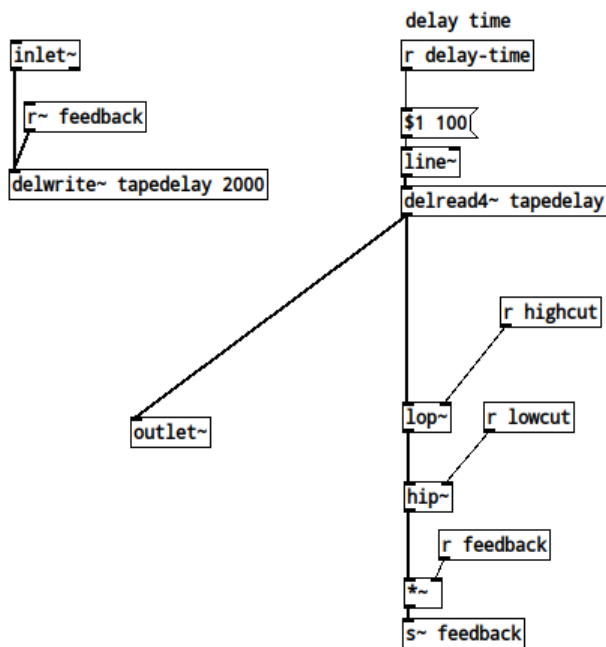 delay time
inlet~
r delay-time
r~ feedback
$1 100
line~
delwrite~ tapedelay 2000
delread4~ tapedelay
r highcut
outlet~
lop~
r lowcut
hip~
r feedback
*~
s~ feedback